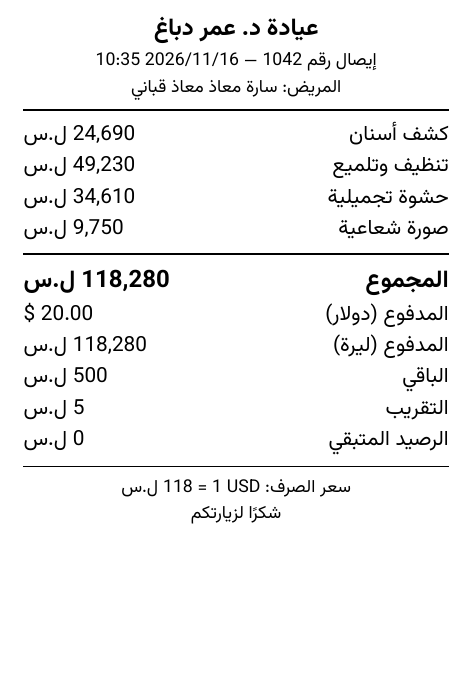 عيادة د. عمر دباغ
إيصال رقم 1042 — 2026/11/16 10:35
المريض: سارة معاذ معاذ قباني
كشف أسنان 24,690 ل.س
تنظيف وتلميع 49,230 ل.س
حشوة تجميلية 34,610 ل.س
صورة شعاعية 9,750 ل.س
المجموع 118,280 ل.س
المدفوع (دولار) 20.00 $
المدفوع (ليرة) 118,280 ل.س
الباقي 500 ل.س
التقريب 5 ل.س
الرصيد المتبقي 0 ل.س
سعر الصرف: 1 USD = 118 ل.س
شكرًا لزيارتكم